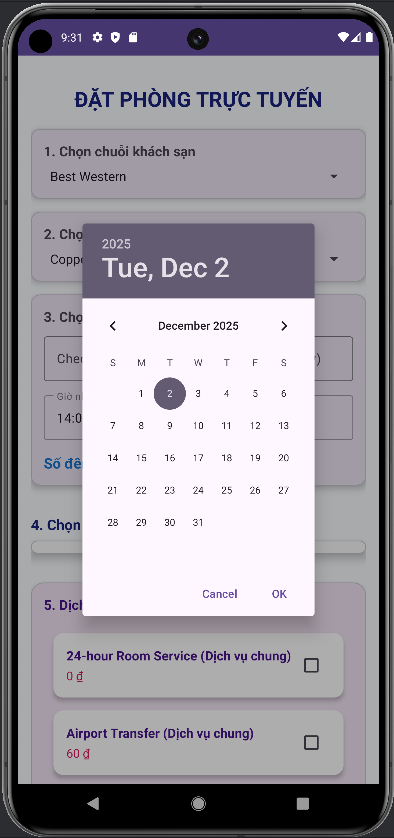 9:31
ĐẶT PHÒNG TRỰC TUYẾN
1. Chọn chuỗi khách sạn
Best Western
2. Chọ
3. Chọ
Giờ n
14:0
Số đê
2025
Tue, Dec 2
December 2025
S M T W T F S
1 2 3 4 5 6
7 8 9 10 11 12 13
14 15 16 17 18 19 20
21 22 23 24 25 26 27
28 29 30 31
Cancel OK
4. Chọn
5. Dịc
24-hour Room Service (Dịch vụ chung)
0 ₫
Airport Transfer (Dịch vụ chung)
60 ₫